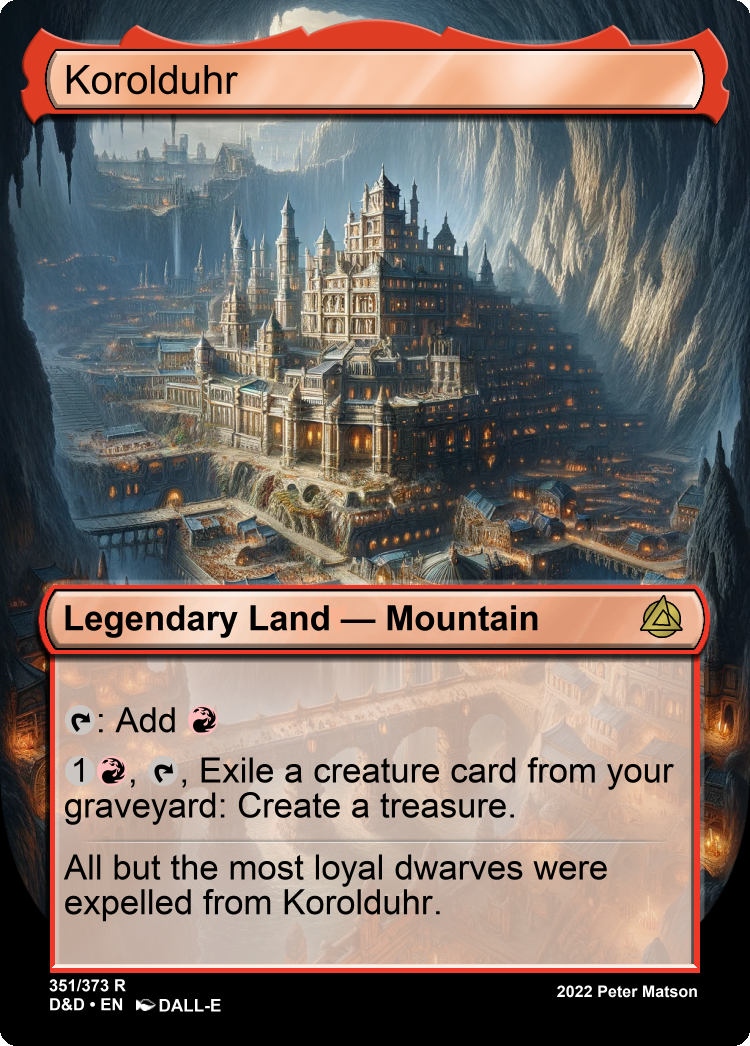 Korolduhr
Legendary Land — Mountain
: Add
1 , , Exile a creature card from your
graveyard: Create a treasure.
All but the most loyal dwarves were
expelled from Korolduhr.
351/373 R
D&D • EN DALL-E
2022 Peter Matson